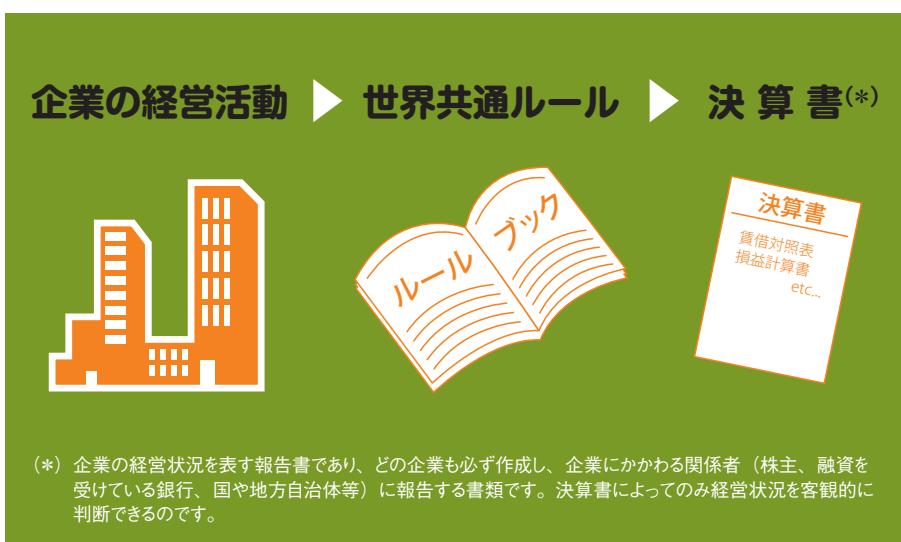 企業の経営活動 ▶ 世界共通ルール ▶ 決算書(*)
ルール ブック
決算書
賃借対照表
損益計算書
etc...
(*) 企業の経営状況を表す報告書であり、どの企業も必ず作成し、企業にかかわる関係者（株主、融資を
受けている銀行、国や地方自治体等）に報告する書類です。決算書によってのみ経営状況を客観的に
判断できるのです。